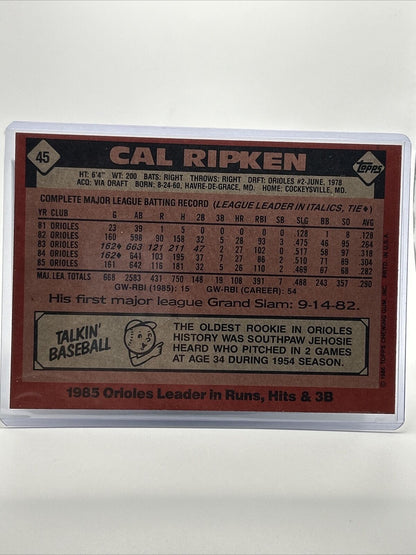 45
CAL RIPKEN
Topps
HT: 6'4" WT: 200 BATS: RIGHT THROWS: RIGHT DRFT: ORIOLES #2-JUNE, 1978
ACQ: VIA DRAFT BORN: 8-24-60, HAVRE-DE-GRACE, MD. HOME: COCKEYSVILLE, MD.
COMPLETE MAJOR LEAGUE BATTING RECORD (LEAGUE LEADER IN ITALICS, TIE♦)
YR CLUB G AB R H 2B 3B HR RBI SB SLG BB SO AVG
81 ORIOLES 23 39 1 5 0 0 0 0 0 .128 1 8 .128
82 ORIOLES 160 598 90 158 32 5 28 93 3 .475 46 95 .264
83 ORIOLES 162♦ 663 121 211 47 2 27 102 0 .517 58 97 .318
84 ORIOLES 162♦ 641 103 195 37 7 27 86 2 .510 71 89 .304
85 ORIOLES 161 642 116 181 32 5 26 110 2 .469 67 68 .282
MAJ. LEA. TOTALS 668 2583 431 750 148 19 108 391 7 .488 243 357 .290
GW-RBI (1985): 15 GW-RBI (CAREER): 54
His first major league Grand Slam: 9-14-82.
TALKIN'
BASEBALL
THE OLDEST ROOKIE IN ORIOLES
HISTORY WAS SOUTHPAW JEHOSIE
HEARD WHO PITCHED IN 2 GAMES
AT AGE 34 DURING 1954 SEASON.
1985 Orioles Leader in Runs, Hits & 3B
© 1986 TOPPS CHEWING GUM, INC. PRTD. IN U.S.A.